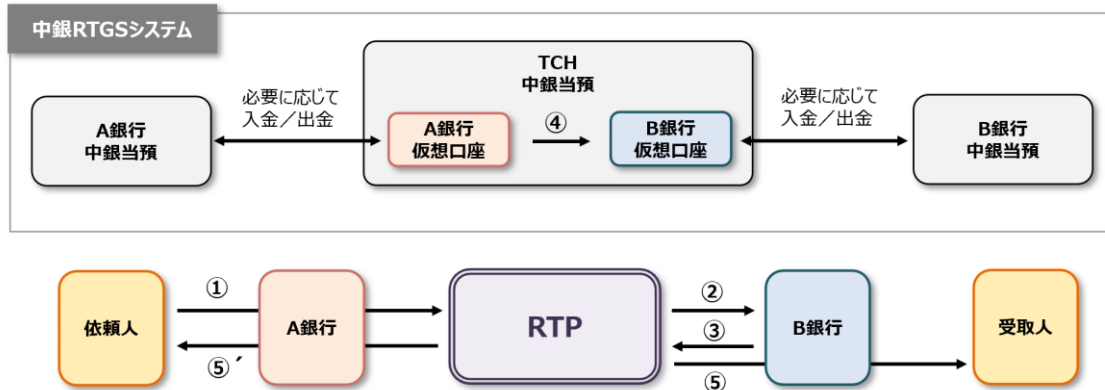 中銀RTGSシステム
TCH
中銀当預
必要に応じて
入金／出金
必要に応じて
入金／出金
A銀行
中銀当預
A銀行
仮想口座
④
B銀行
仮想口座
B銀行
中銀当預
①
②
依頼人
A銀行
RTP
③
B銀行
受取人
⑤´
⑤